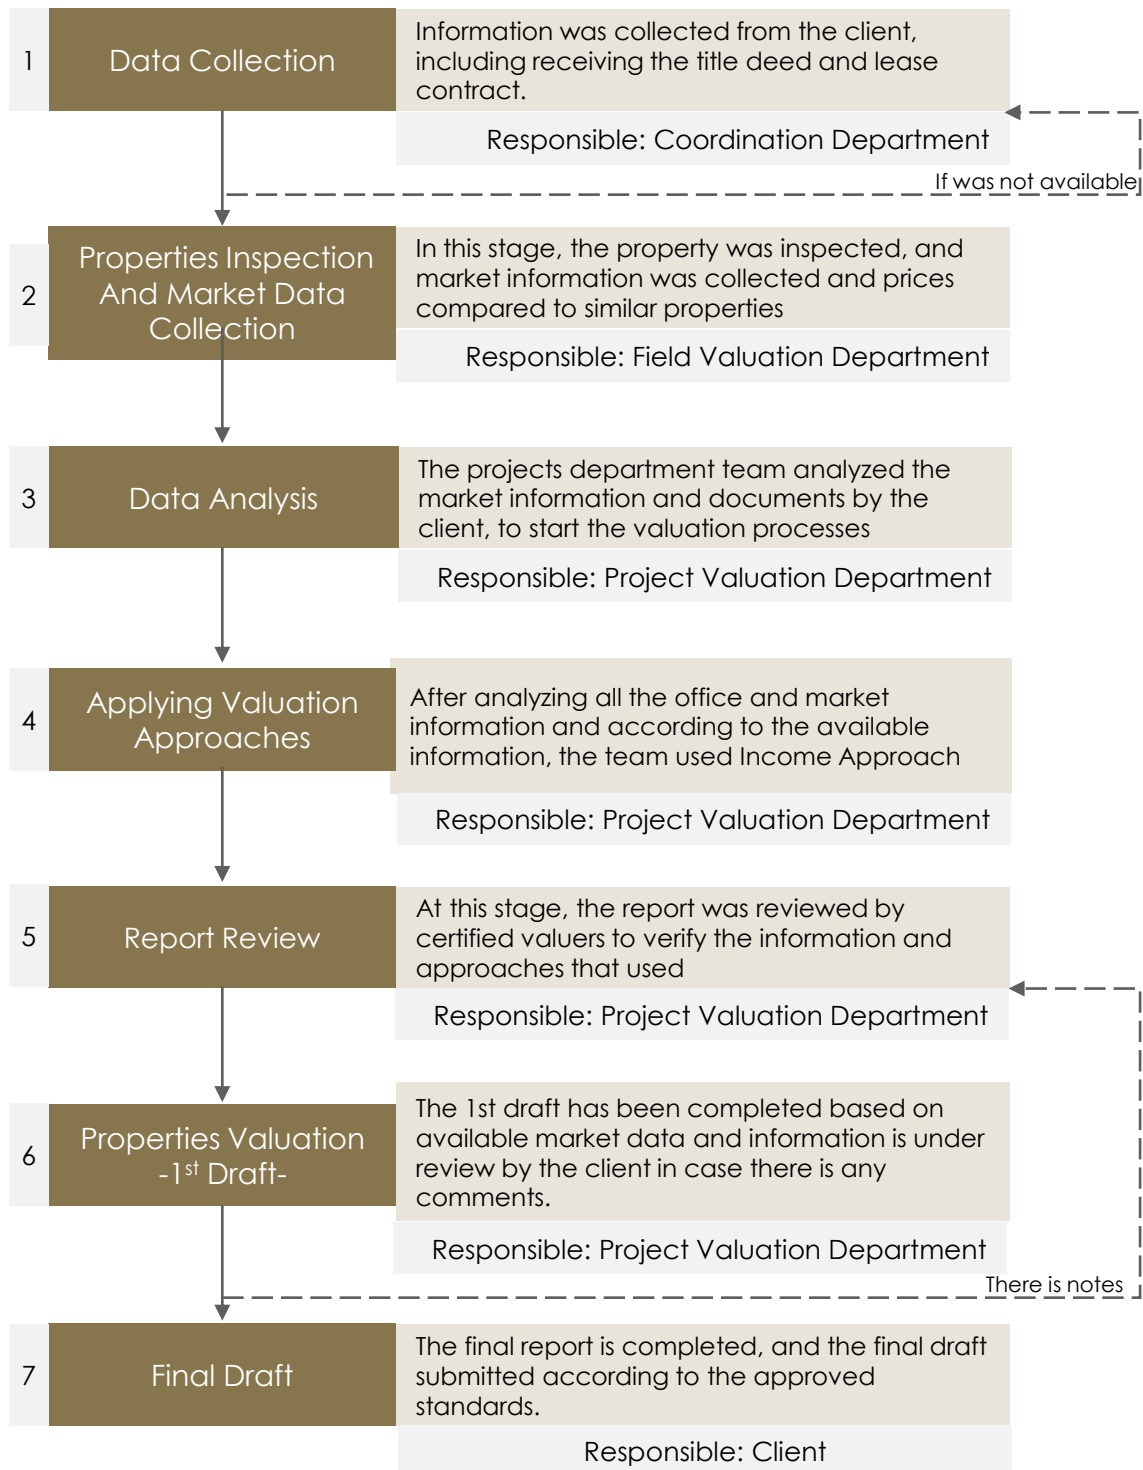 1
Data Collection
Information was collected from the client,
including receiving the title deed and lease
contract.
Responsible: Coordination Department
If was not available
2
Properties Inspection
And Market Data
Collection
In this stage, the property was inspected, and
market information was collected and prices
compared to similar properties
Responsible: Field Valuation Department
3
Data Analysis
The projects department team analyzed the
market information and documents by the
client, to start the valuation processes
Responsible: Project Valuation Department
4
Applying Valuation
Approaches
After analyzing all the office and market
information and according to the available
information, the team used Income Approach
Responsible: Project Valuation Department
5
Report Review
At this stage, the report was reviewed by
certified valuers to verify the information and
approaches that used
Responsible: Project Valuation Department
6
Properties Valuation
-1st Draft-
The 1st draft has been completed based on
available market data and information is under
review by the client in case there is any
comments.
Responsible: Project Valuation Department
There is notes
7
Final Draft
The final report is completed, and the final draft
submitted according to the approved
standards.
Responsible: Client